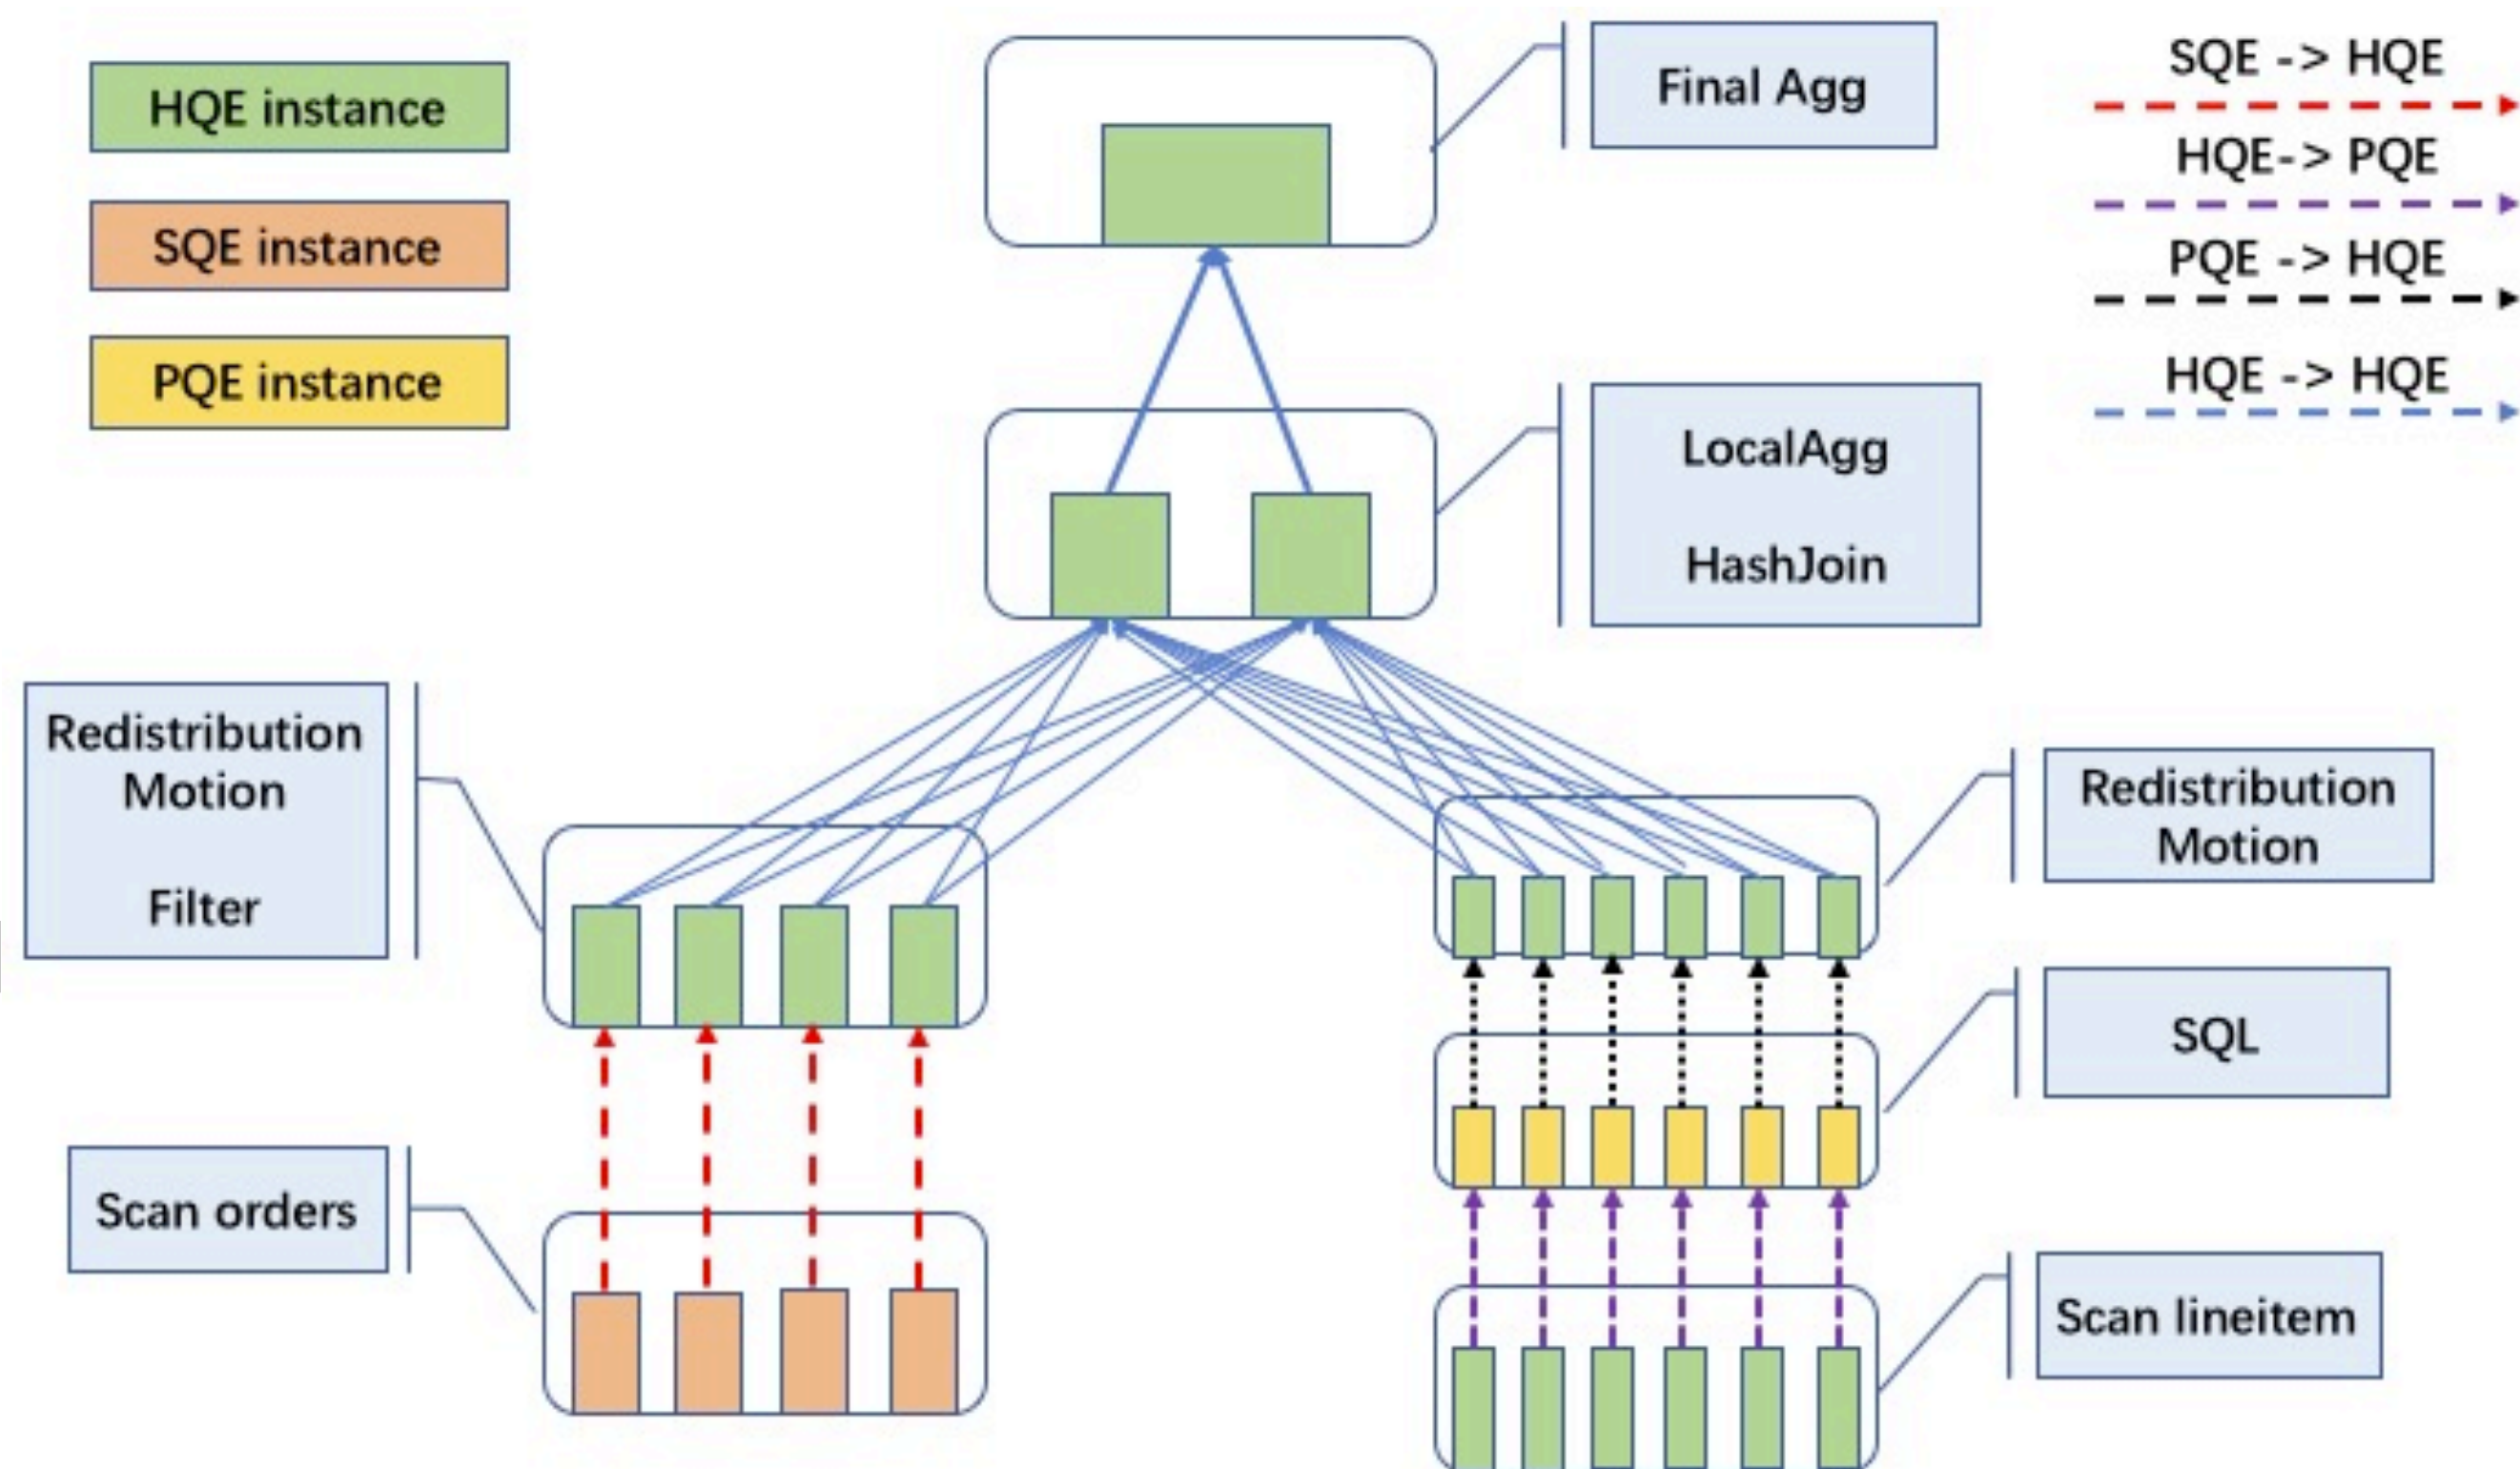 HQE instance
SQE instance
PQE instance
Final Agg
SQE -> HQE
HQE-> PQE
PQE -> HQE
HQE -> HQE
LocalAgg
HashJoin
Redistribution
Motion
Filter
Redistribution
Motion
SQL
Scan orders
Scan lineitem